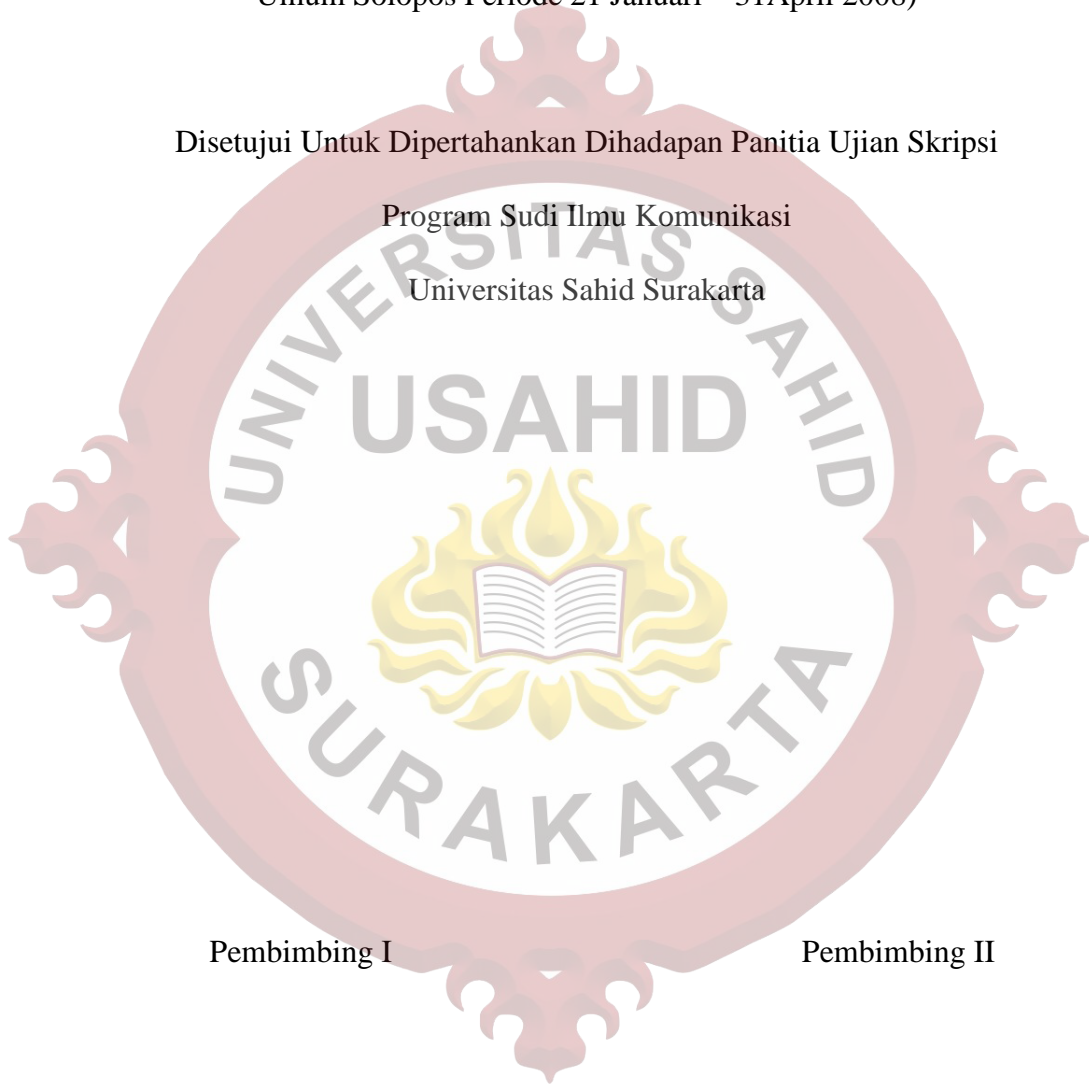 Umum Solopos Periode 21 Januari – 31April 2008)
Disetujui Untuk Dipertahankan Dihadapan Panitia Ujian Skripsi
Program Sudi Ilmu Komunikasi
Universitas Sahid Surakarta
UNIVERSITAS SAHID
USAHID
SURAKARTA
Pembimbing I Pembimbing II